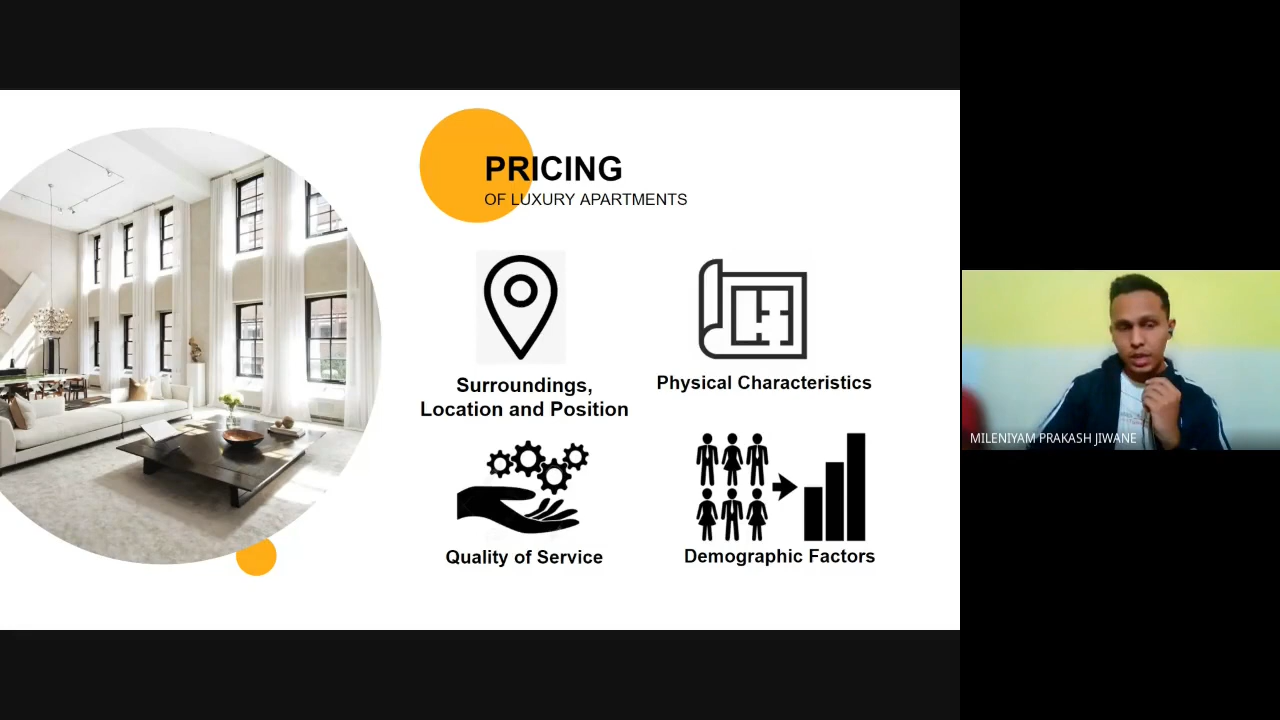 PRICING
OF LUXURY APARTMENTS
Surroundings,
Location and Position
Physical Characteristics
Quality of Service
Demographic Factors
MILENIYAM PRAKASH JIWANE